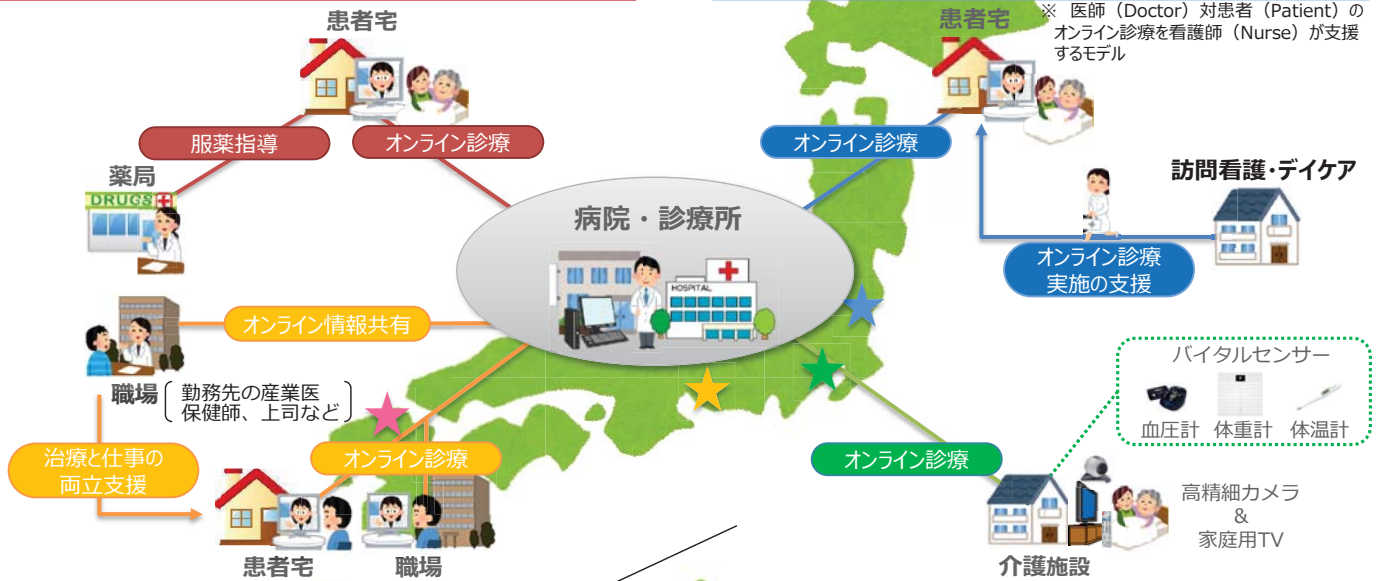 患者宅
患者宅
※ 医師（Doctor）対患者（Patient）の
オンライン診療を看護師（Nurse）が支援
するモデル
服薬指導
オンライン診療
オンライン診療
薬局
DRUGS
訪問看護・デイケア
病院・診療所
HOSPITAL
オンライン診療
実施の支援
オンライン情報共有
職場
勤務先の産業医
保健師、上司など
バイタルセンサー
血圧計 体重計 体温計
治療と仕事の
両立支援
オンライン診療
オンライン診療
高精細カメラ
&
家庭用TV
患者宅
職場
介護施設